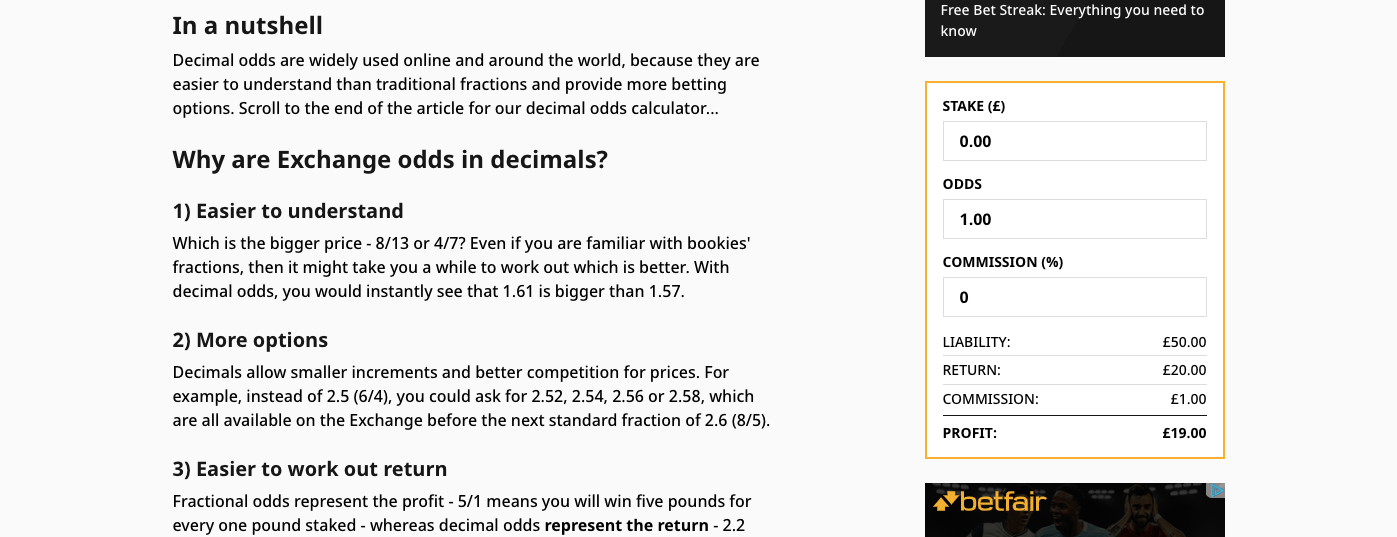 In a nutshell
Decimal odds are widely used online and around the world, because they are
easier to understand than traditional fractions and provide more betting
options. Scroll to the end of the article for our decimal odds calculator...
Why are Exchange odds in decimals?
1) Easier to understand
Which is the bigger price - 8/13 or 4/7? Even if you are familiar with bookies'
fractions, then it might take you a while to work out which is better. With
decimal odds, you would instantly see that 1.61 is bigger than 1.57.
2) More options
Decimals allow smaller increments and better competition for prices. For
example, instead of 2.5 (6/4), you could ask for 2.52, 2.54, 2.56 or 2.58, which
are all available on the Exchange before the next standard fraction of 2.6 (8/5).
3) Easier to work out return
Fractional odds represent the profit - 5/1 means you will win five pounds for
every one pound staked - whereas decimal odds represent the return - 2.2
Free Bet Streak: Everything you need to
know
STAKE (£)
0.00
ODDS
1.00
COMMISSION (%)
0
LIABILITY: £50.00
RETURN: £20.00
COMMISSION: £1.00
PROFIT: £19.00
betfair